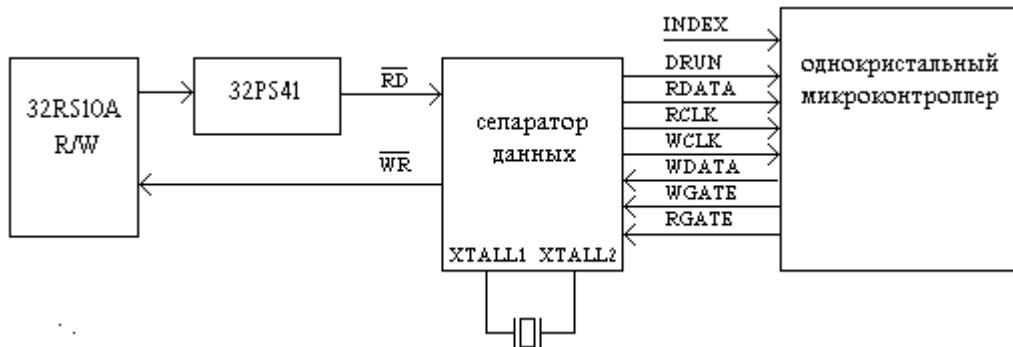 32RS10A
R/W
32PS41
RD
WR
сепаратор
данных
XTALL1 XTALL2
INDEX
DRUN
RDATA
RCLK
WCLK
WDATA
WGATE
RGATE
однокристальный
микроконтроллер